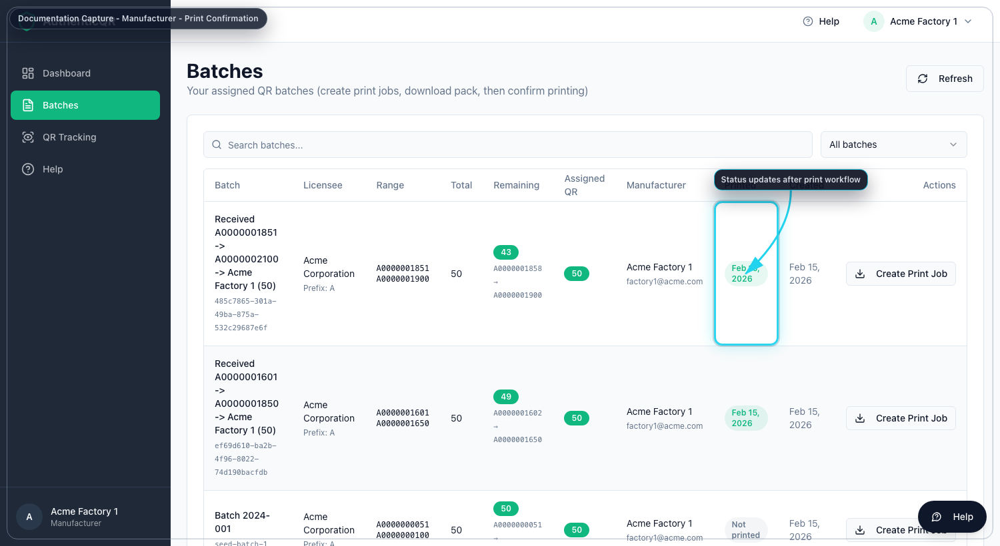 Documentation Capture - Manufacturer - Print Confirmation
AuthenticQR
Help
A
Acme Factory 1
Dashboard
Batches
QR Tracking
Help
A
Acme Factory 1
Manufacturer
Batches
Your assigned QR batches (create print jobs, download pack, then confirm printing)
Refresh
Search batches...
All batches
Batch
Licensee
Range
Total
Remaining
Assigned
QR
Manufacturer
Printed
Created
Actions
Status updates after print workflow
Received
A0000001851
->
A0000002100
-> Acme
Factory 1 (50)
485c7865-301a-
49ba-875a-
532c29687e6f
Acme
Corporation
Prefix: A
A0000001851
A0000001900
50
43
A0000001858
→
A0000001900
50
Acme Factory 1
factory1@acme.com
Feb
2026
Feb 15,
2026
Create Print Job
Received
A0000001601
->
A0000001850
-> Acme
Factory 1 (50)
ef69d610-ba2b-
4f96-8022-
74d190bacfdb
Acme
Corporation
Prefix: A
A0000001601
A0000001650
50
49
A0000001602
→
A0000001650
50
Acme Factory 1
factory1@acme.com
Feb 15,
2026
Feb 15,
2026
Create Print Job
Batch 2024-
001
seed-batch-1
Acme
Corporation
Prefix: A
A0000000051
A0000000100
50
50
A0000000051
→
50
Acme Factory 1
factory1@acme.com
Not
printed
Feb 15,
2026
Create Print Job
Help